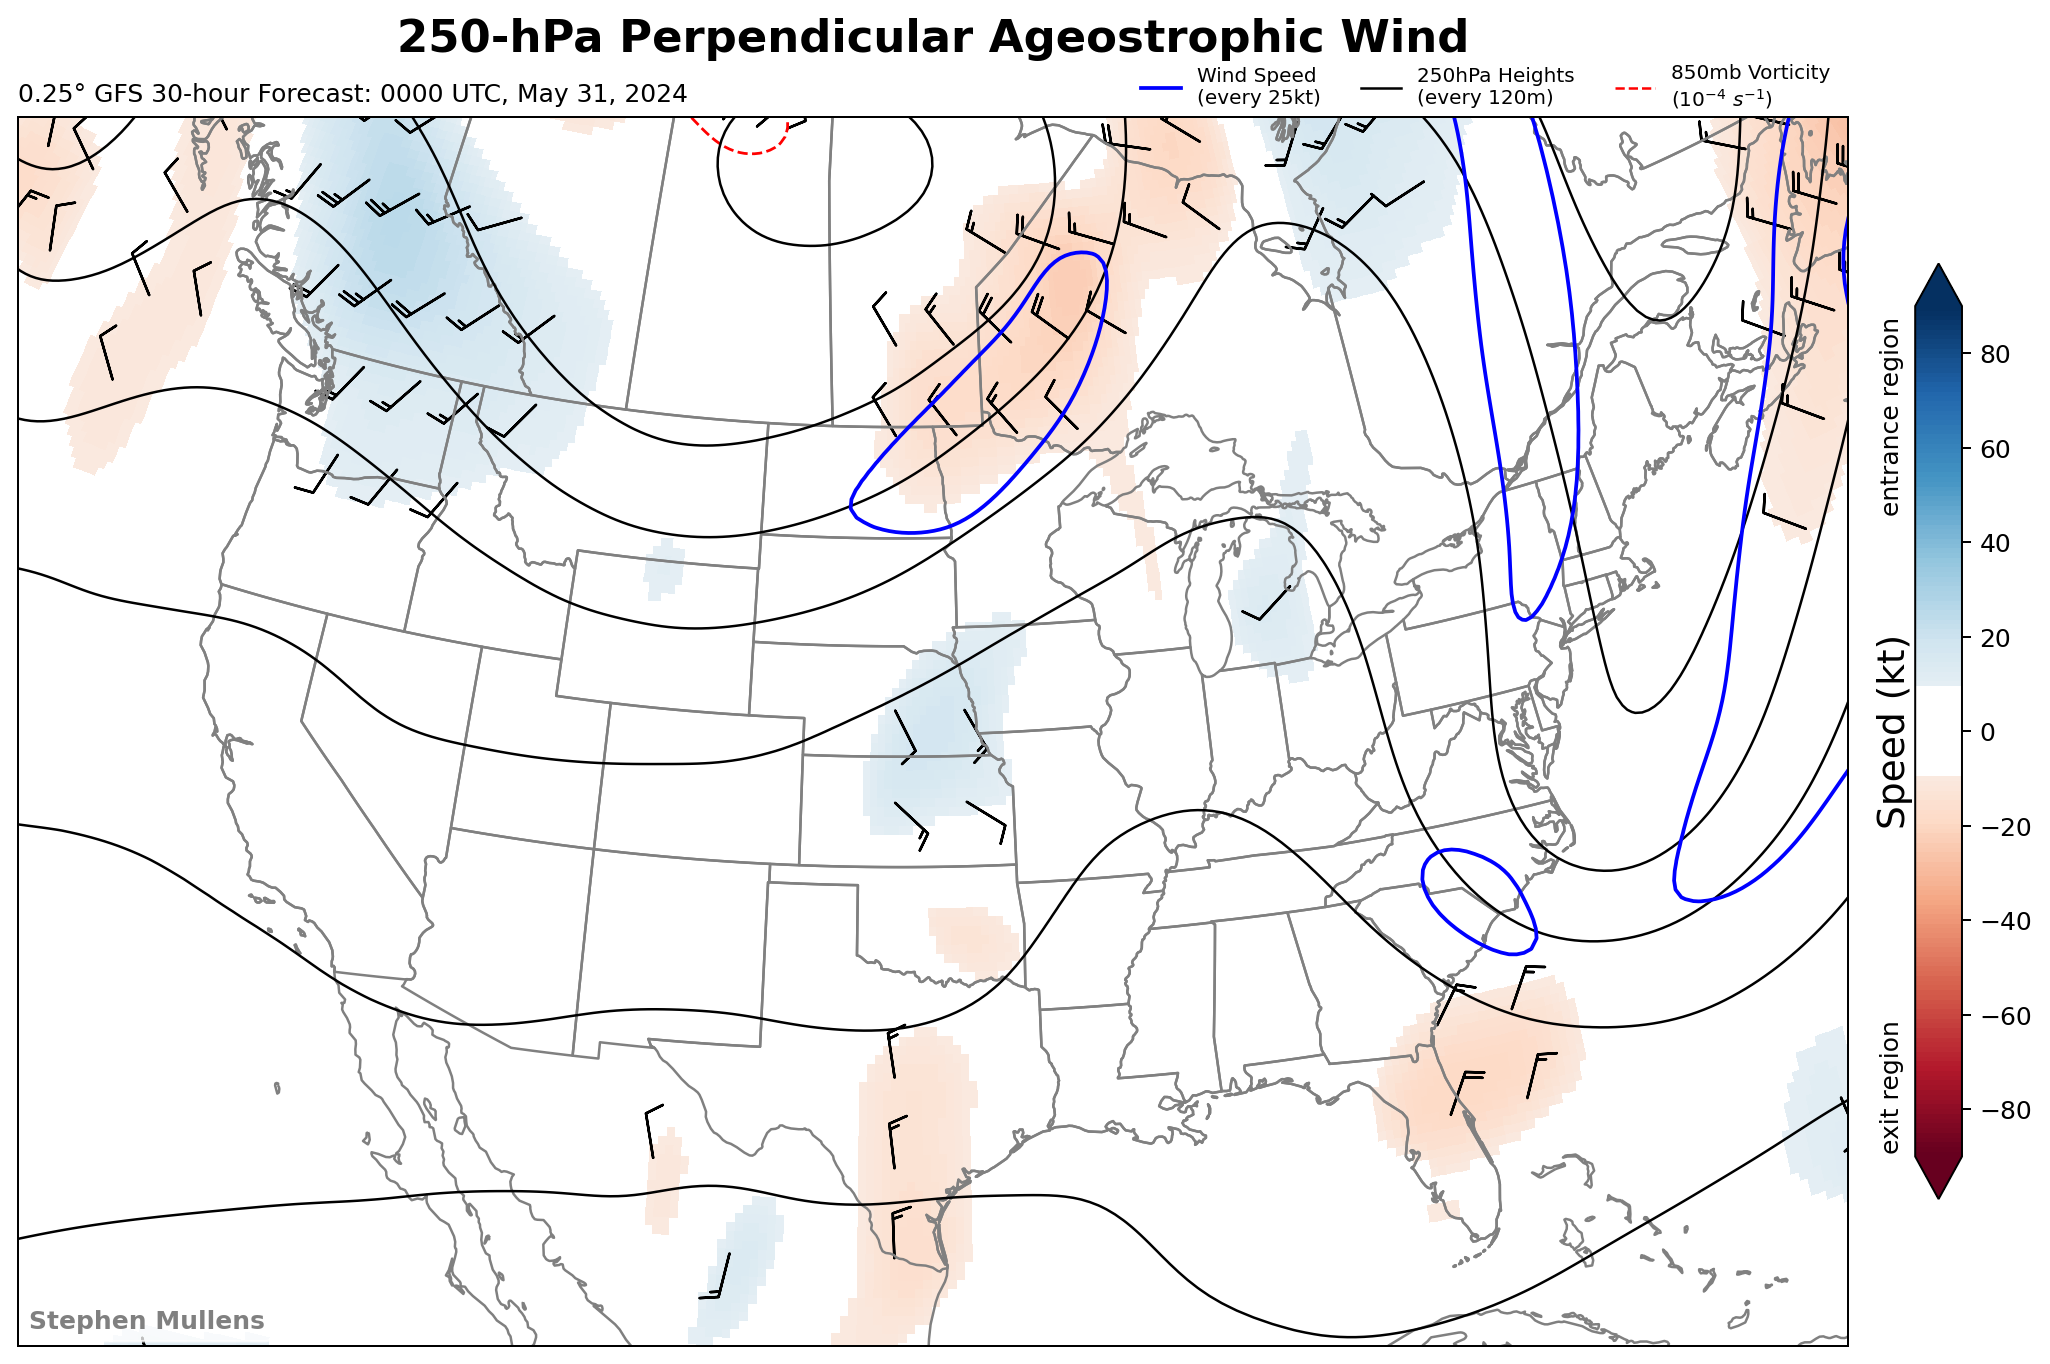 250-hPa Perpendicular Ageostrophic Wind
0.25° GFS 30-hour Forecast: 0000 UTC, May 31, 2024
Wind Speed
(every 25kt)
250hPa Heights
(every 120m)
850mb Vorticity
(10⁻⁴ s⁻¹)
entrance region
Speed (kt)
exit region
80
60
40
20
0
−20
−40
−60
−80
Stephen Mullens